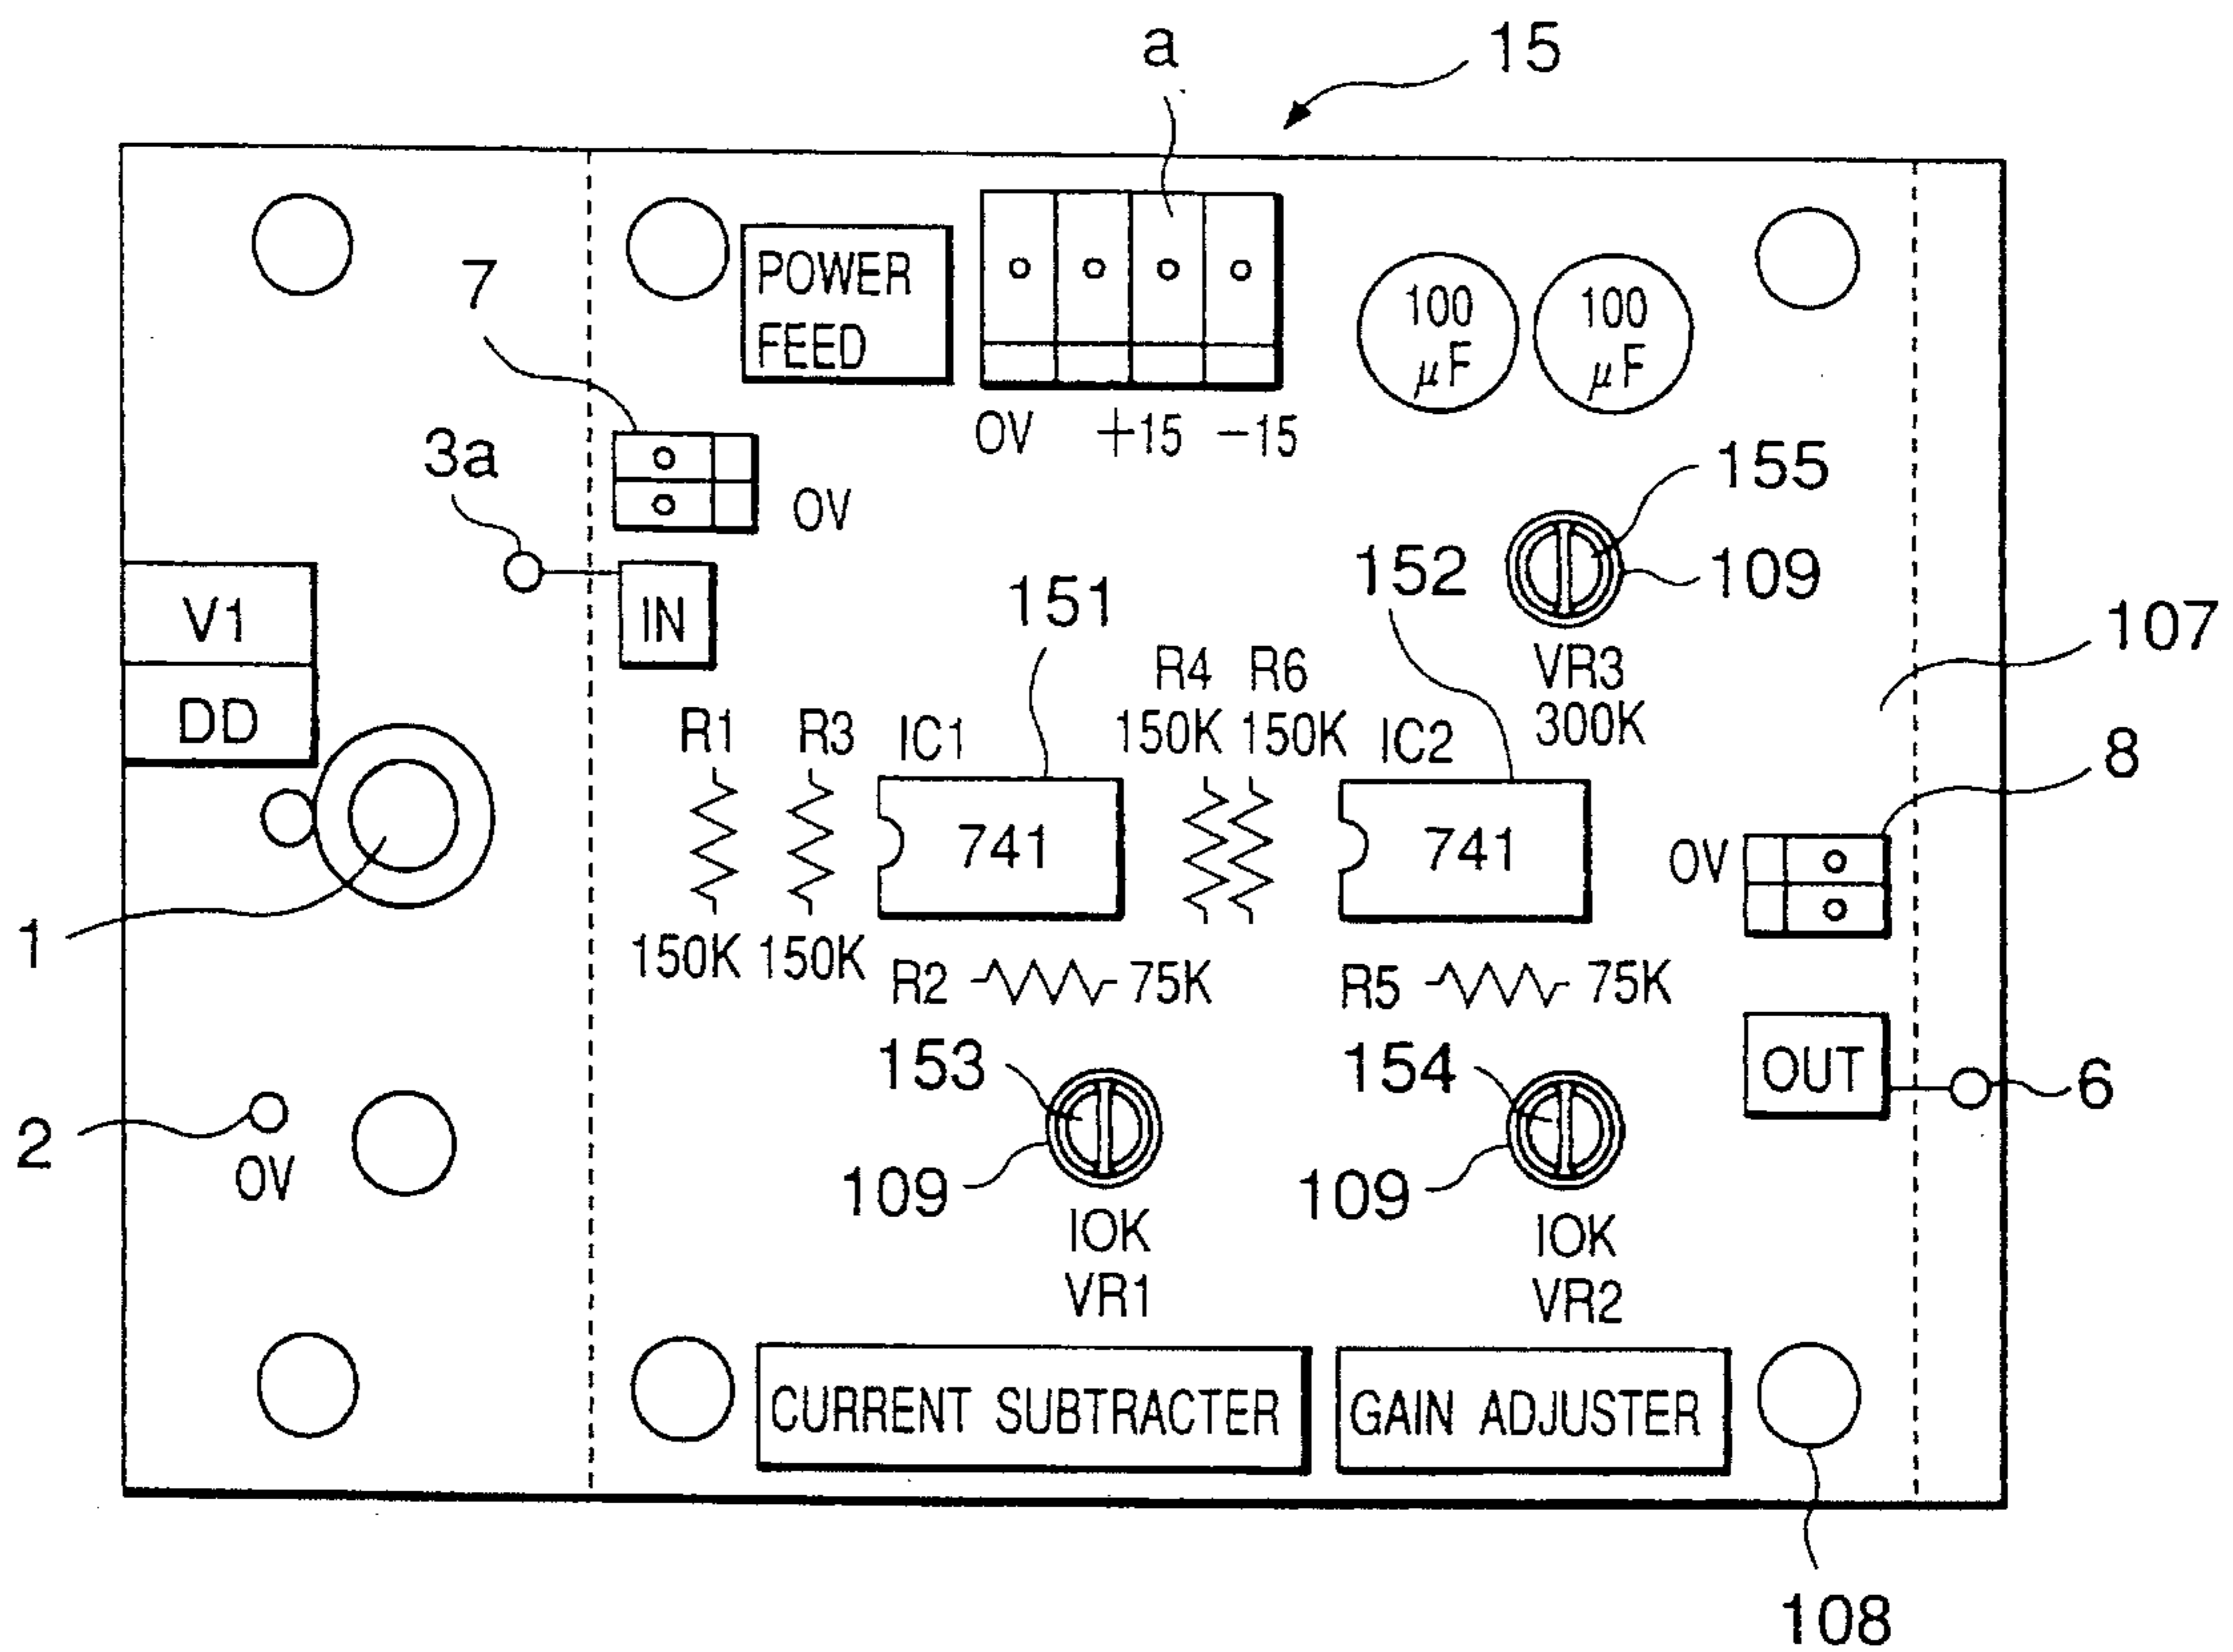 a
15
7
POWER
FEED
100
μF
100
μF
0V +15 −15
3a
0V
155
IN
151
152
109
V1
DD
107
VR3
300K
R1
R3
IC1
R4
R6
150K
150K
IC2
8
741
741
0V
1
150K
150K
R2
75K
R5
75K
OUT
153
154
6
2
0V
109
109
10K
VR1
10K
VR2
CURRENT SUBTRACTER
GAIN ADJUSTER
108